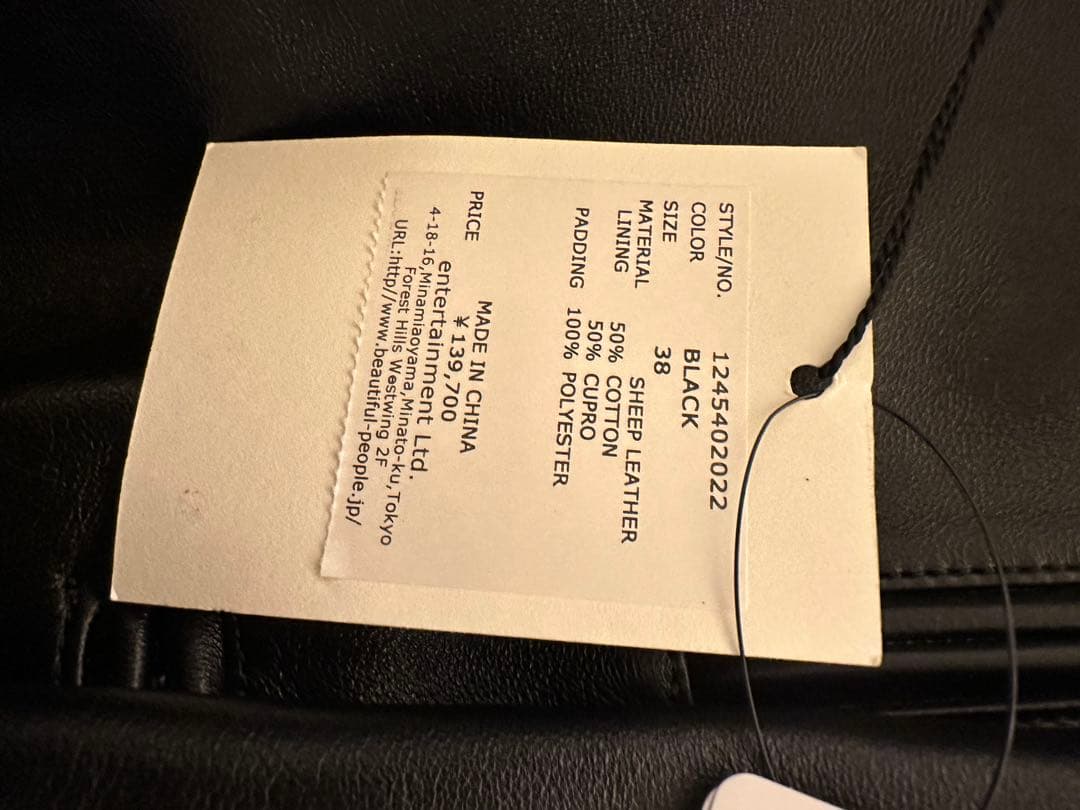 STYLE/NO. 1245402022
COLOR BLACK
SIZE 38
MATERIAL SHEEP LEATHER
LINING 50% COTTON
50% CUPRO
PADDING 100% POLYESTER
MADE IN CHINA
PRICE ¥139,700
entertainment Ltd.
4-18-16,Minamiaoyama,Minato-ku,Tokyo
Forest Hills Westwing 2F
URL:http//www.beautiful-people.jp/